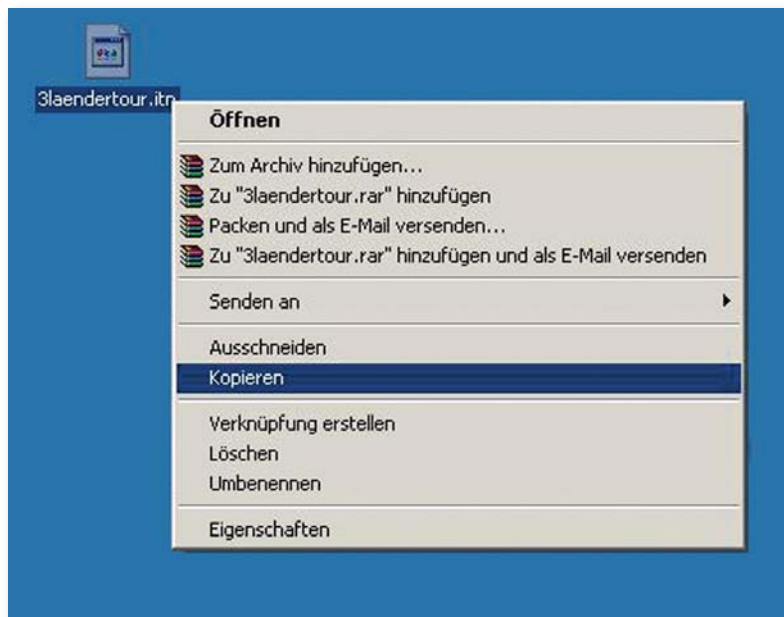 3laendertour.itn
Öffnen
Zum Archiv hinzufügen...
Zu "3laendertour.rar" hinzufügen
Packen und als E-Mail versenden...
Zu "3laendertour.rar" hinzufügen und als E-Mail versenden
Senden an
Ausschneiden
Kopieren
Verknüpfung erstellen
Löschen
Umbenennen
Eigenschaften